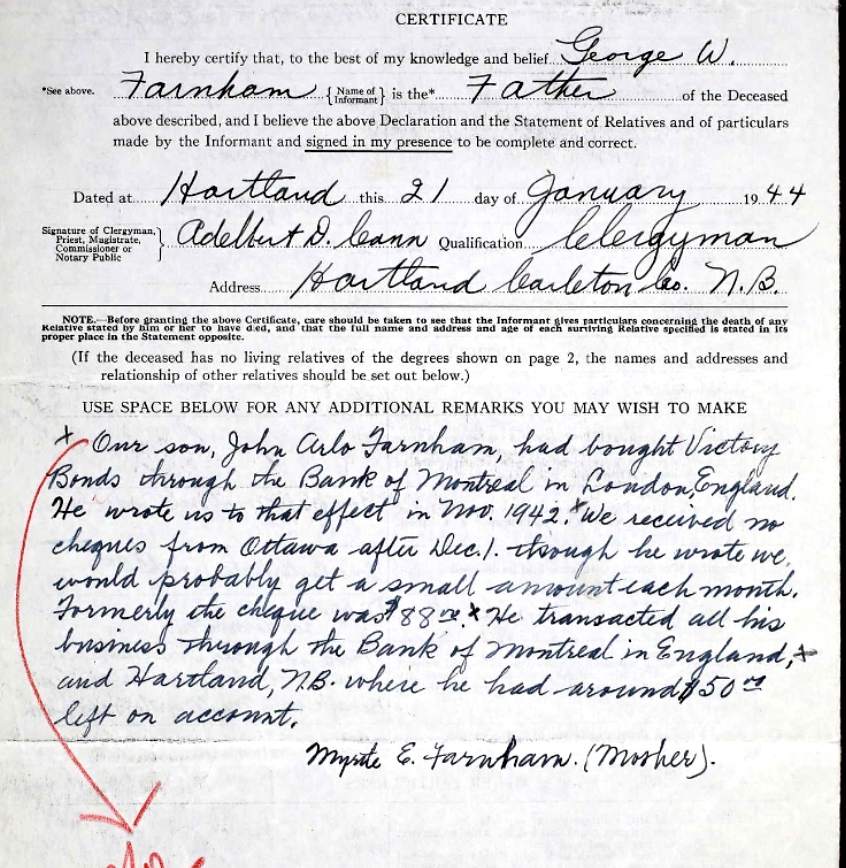 CERTIFICATE
I hereby certify that, to the best of my knowledge and belief George W.
*See above. Farnham {Name of Informant} is the* Father of the Deceased
above described, and I believe the above Declaration and the Statement of Relatives and of particulars
made by the Informant and signed in my presence to be complete and correct.
Dated at Hartland this 21 day of January 1944
Signature of Clergyman, Priest, Magistrate, Commissioner or Notary Public } Adelbert D. Cann Qualification Clergyman
Address Hartland Carleton Co. N.B.
NOTE.—Before granting the above Certificate, care should be taken to see that the Informant gives particulars concerning the death of any
Relative stated by him or her to have died, and that the full name and address and age of each surviving Relative specified is stated in its
proper place in the Statement opposite.
(If the deceased has no living relatives of the degrees shown on page 2, the names and addresses and
relationship of other relatives should be set out below.)
USE SPACE BELOW FOR ANY ADDITIONAL REMARKS YOU MAY WISH TO MAKE
x Our son, John Arlo Farnham, had bought Victory
Bonds through the Bank of Montreal in London, England.
He wrote us to that effect in Nov. 1942. x We received no
cheques from Ottawa after Dec. 1. though he wrote we
would probably get a small amount each month.
Formerly the cheque was $88 00. x He transacted all his
business through the Bank of Montreal in England, x
and Hartland, N.B. where he had around $50 00
left on account.
Myrtle E. Farnham. (Mother).